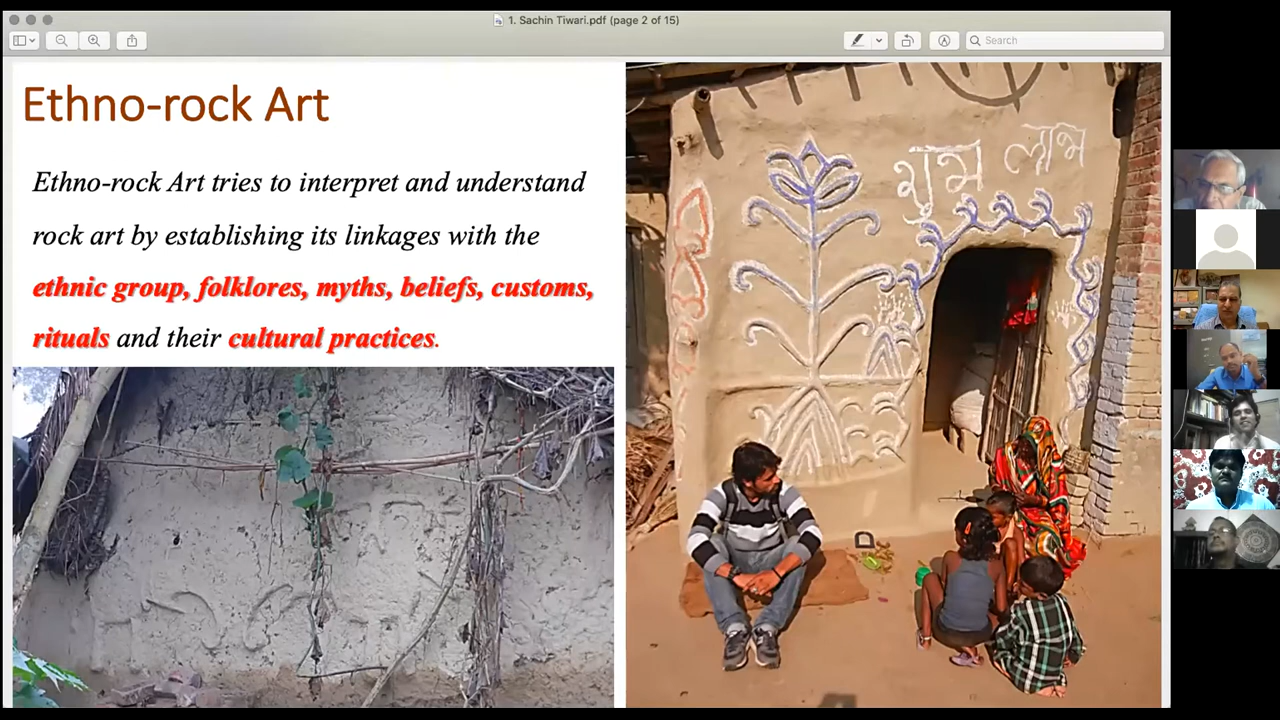 1. Sachin Tiwari.pdf (page 2 of 15)
Search
Ethno-rock Art
Ethno-rock Art tries to interpret and understand
rock art by establishing its linkages with the
ethnic group, folklores, myths, beliefs, customs,
rituals and their cultural practices.
शुभ लाभ